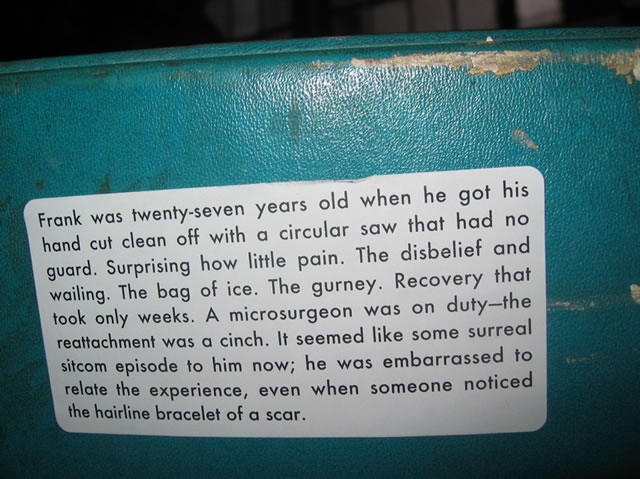 Frank was twenty-seven years old when he got his
hand cut clean off with a circular saw that had no
guard. Surprising how little pain. The disbelief and
wailing. The bag of ice. The gurney. Recovery that
took only weeks. A microsurgeon was on duty—the
reattachment was a cinch. It seemed like some surreal
sitcom episode to him now; he was embarrassed to
relate the experience, even when someone noticed
the hairline bracelet of a scar.